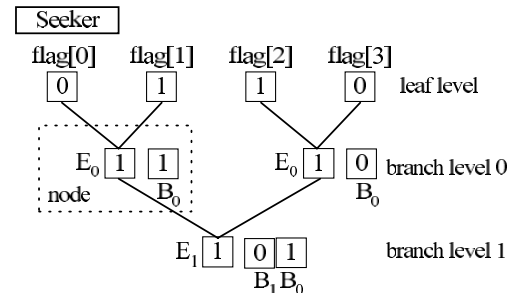 Seeker
flag[0] flag[1] flag[2] flag[3]
0 1 1 0 leaf level
E0 1 1 E0 1 0 branch level 0
node B0 B0
E1 1 0 1 branch level 1
B1 B0